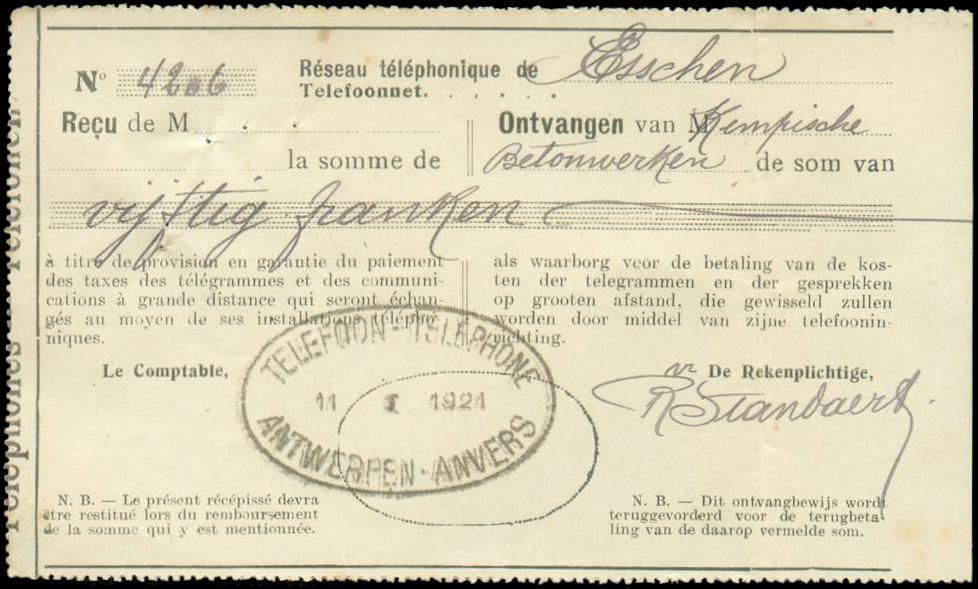 Nº 4206
Réseau téléphonique de Esschen
Telefoonnet. . . . . .
Reçu de M
la somme de
Ontvangen van M Kempische
Betonwerken de som van
vijftig franken
à titre de provision en garantie du paiement
des taxes des télégrammes et des communi-
cations à grande distance qui seront échan-
gés au moyen de ses installations télépho-
niques.
als waarborg voor de betaling van de kos-
ten der telegrammen en der gesprekken
op grooten afstand, die gewisseld zullen
worden door middel van zijne telefoonin-
richting.
Le Comptable,
vr De Rekenplichtige,
R Standaert.
TELEFOON - TELEPHONE
11 I 1921
ANTWERPEN - ANVERS
N. B. — Le présent récépissé devra
être restitué lors du remboursement
de la somme qui y est mentionnée.
N. B. — Dit ontvangbewijs wordt
teruggevorderd voor de terugbeta-
ling van de daarop vermelde som.
Téléphones Telefonen